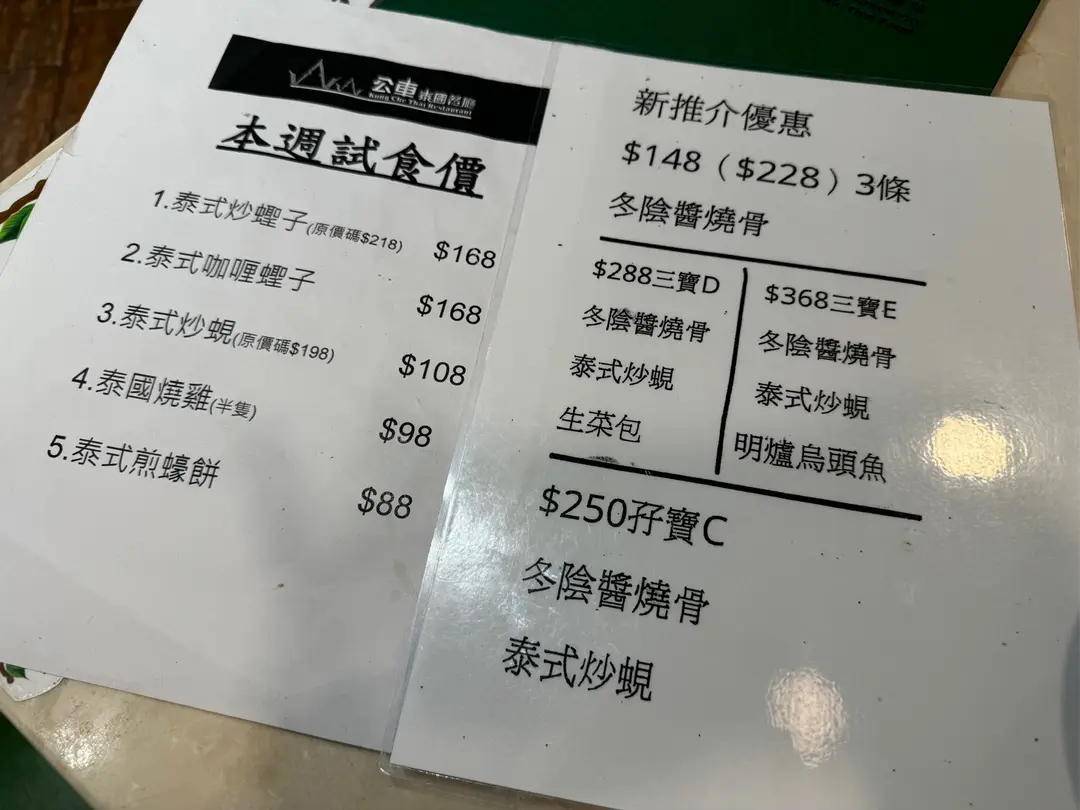 公車泰國餐廳
Kung Che Thai Restaurant
本週試食價
1.泰式炒蟶子(原價碼$218) $168
2.泰式咖喱蟶子 $168
3.泰式炒蜆(原價碼$198) $108
4.泰國燒雞(半隻) $98
5.泰式煎蠔餅 $88
新推介優惠
$148（$228）3條
冬陰醬燒骨
$288三寶D
冬陰醬燒骨
泰式炒蜆
生菜包
$368三寶E
冬陰醬燒骨
泰式炒蜆
明爐烏頭魚
$250孖寶C
冬陰醬燒骨
泰式炒蜆